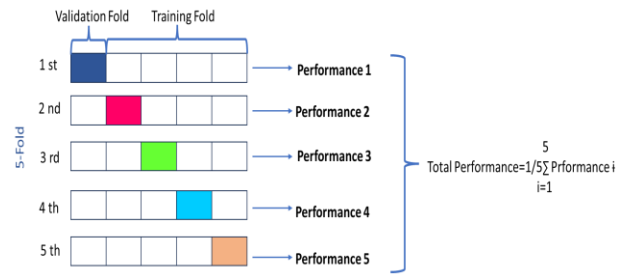 Validation Fold Training Fold
5-Fold
1 st Performance 1
2 nd Performance 2
3 rd Performance 3
4 th Performance 4
5 th Performance 5
5
Total Performance=1/5∑ Prformance i
i=1